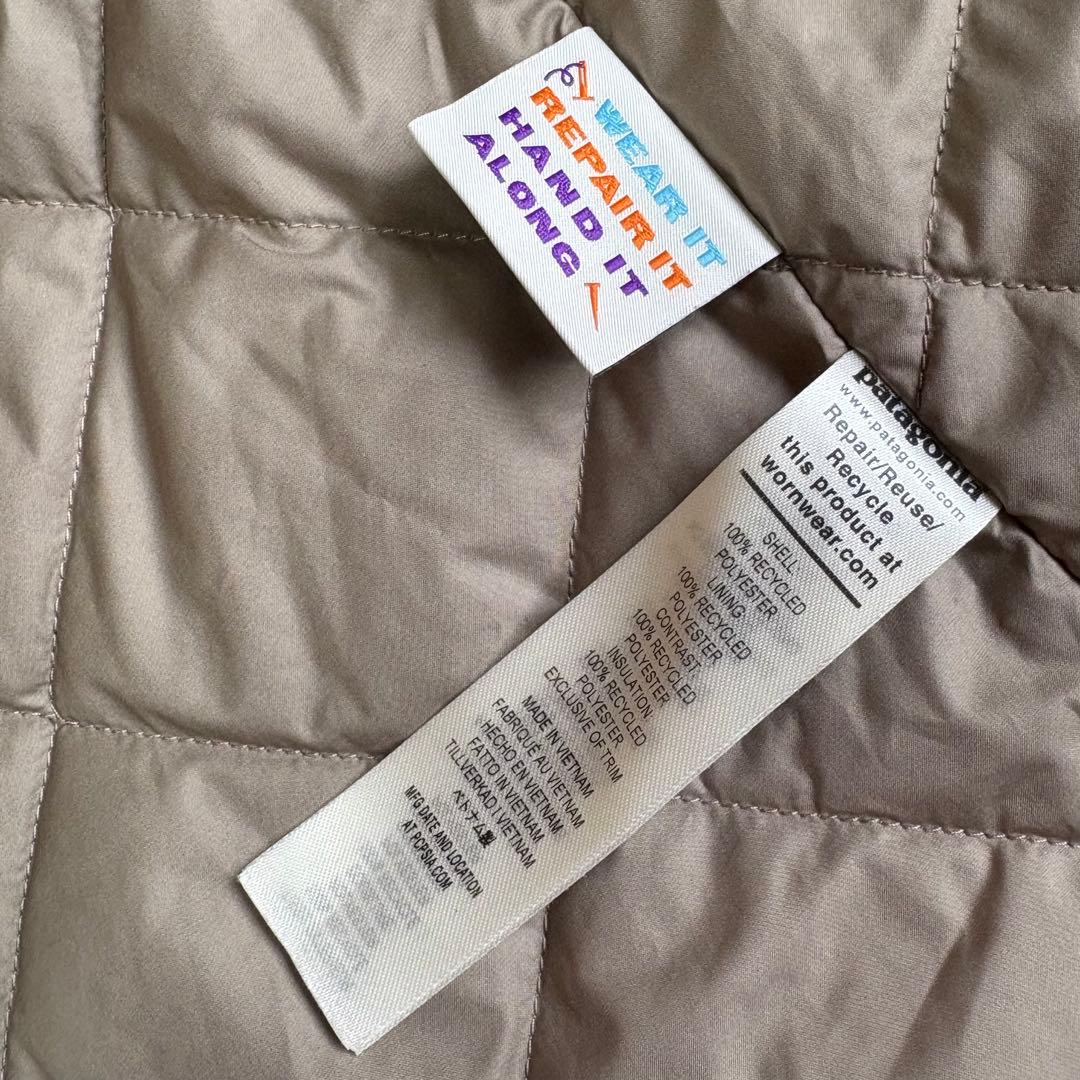 WEAR IT
REPAIR IT
HAND IT
ALONG
patagonia
www.patagonia.com
Repair/Reuse/
Recycle
this product at
wornwear.com
SHELL
100% RECYCLED
POLYESTER
LINING
100% RECYCLED
POLYESTER
CONTRAST
100% RECYCLED
POLYESTER
INSULATION
100% RECYCLED
POLYESTER
EXCLUSIVE OF TRIM
MADE IN VIETNAM
FABRIQUÉ AU VIETNAM
HECHO EN VIETNAM
FATTO IN VIETNAM
TILLVERKAD I VIETNAM
ベトナム製
MFG DATE AND LOCATION
AT PCPSIA.COM